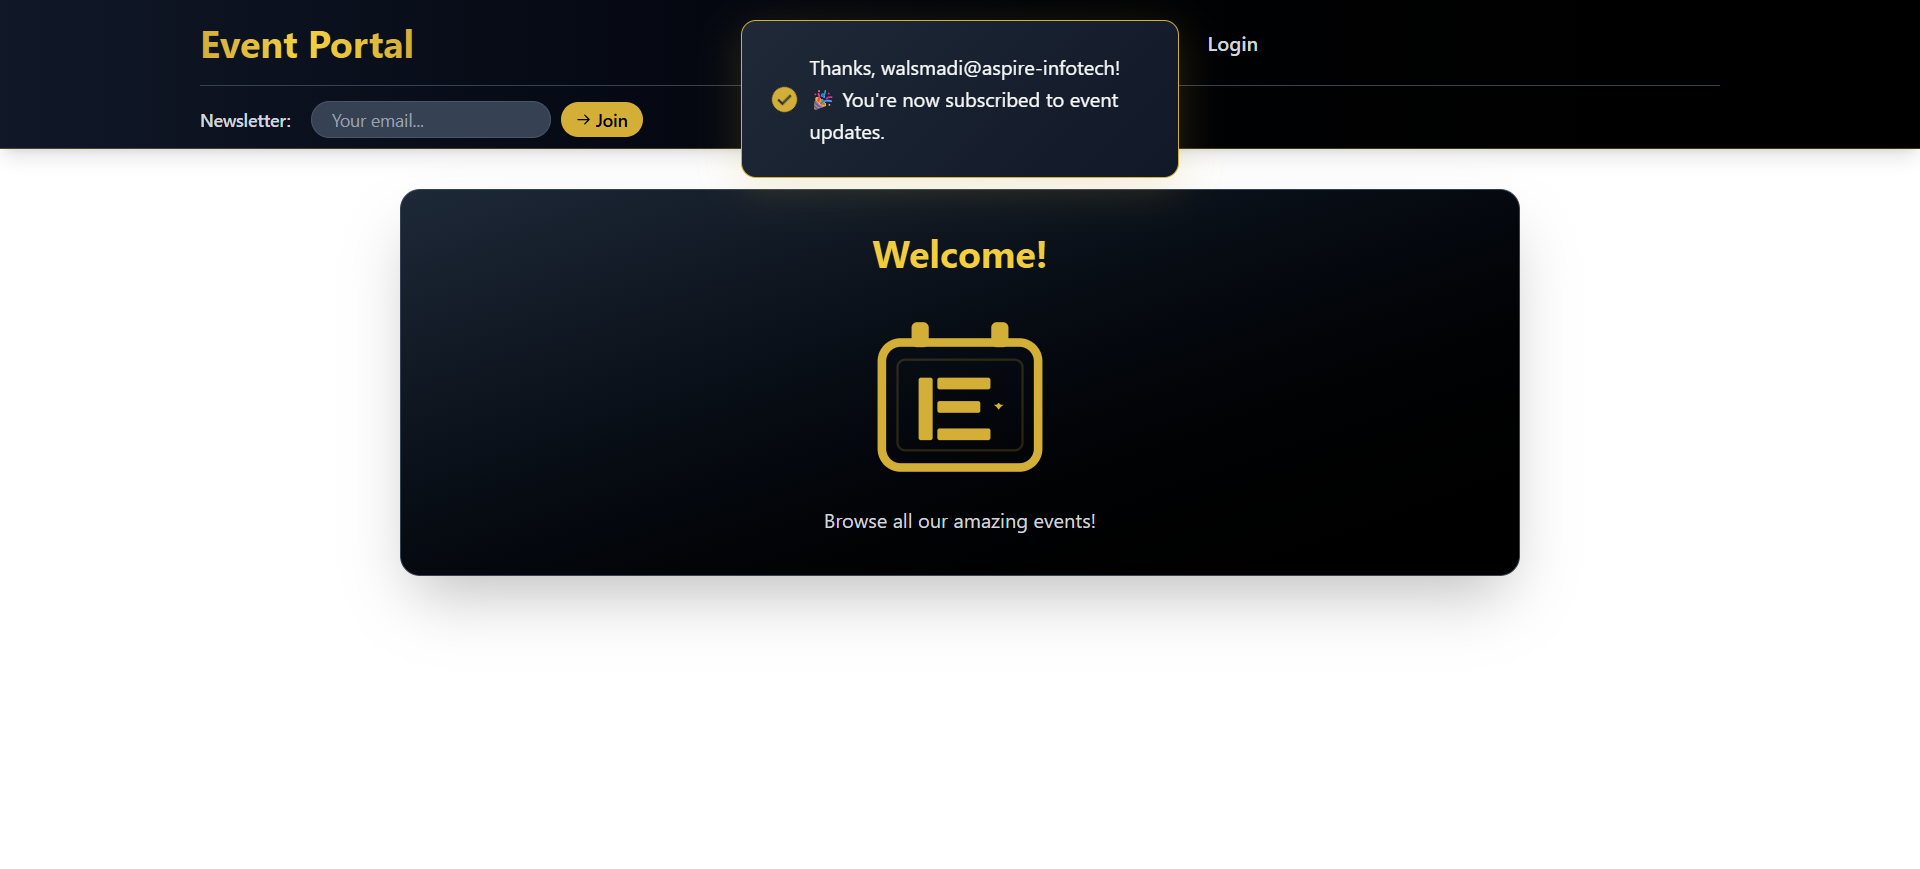 Event Portal
Login
Newsletter:
Your email...
→ Join
Thanks, walsmadi@aspire-infotech!
🎉 You're now subscribed to event
updates.
Welcome!
E
Browse all our amazing events!